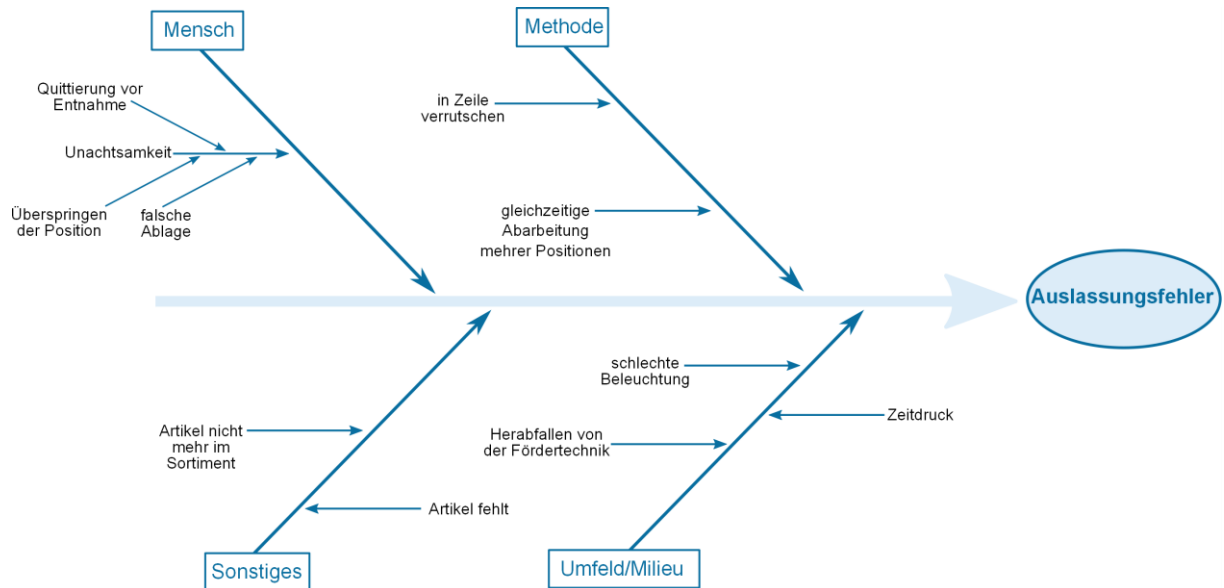 Mensch
Methode
Quittierung vor
Entnahme
Unachtsamkeit
Überspringen
der Position
falsche
Ablage
in Zeile
verrutschen
gleichzeitige
Abarbeitung
mehrer Positionen
Auslassungsfehler
schlechte
Beleuchtung
Zeitdruck
Herabfallen von
der Fördertechnik
Artikel nicht
mehr im
Sortiment
Artikel fehlt
Sonstiges
Umfeld/Milieu